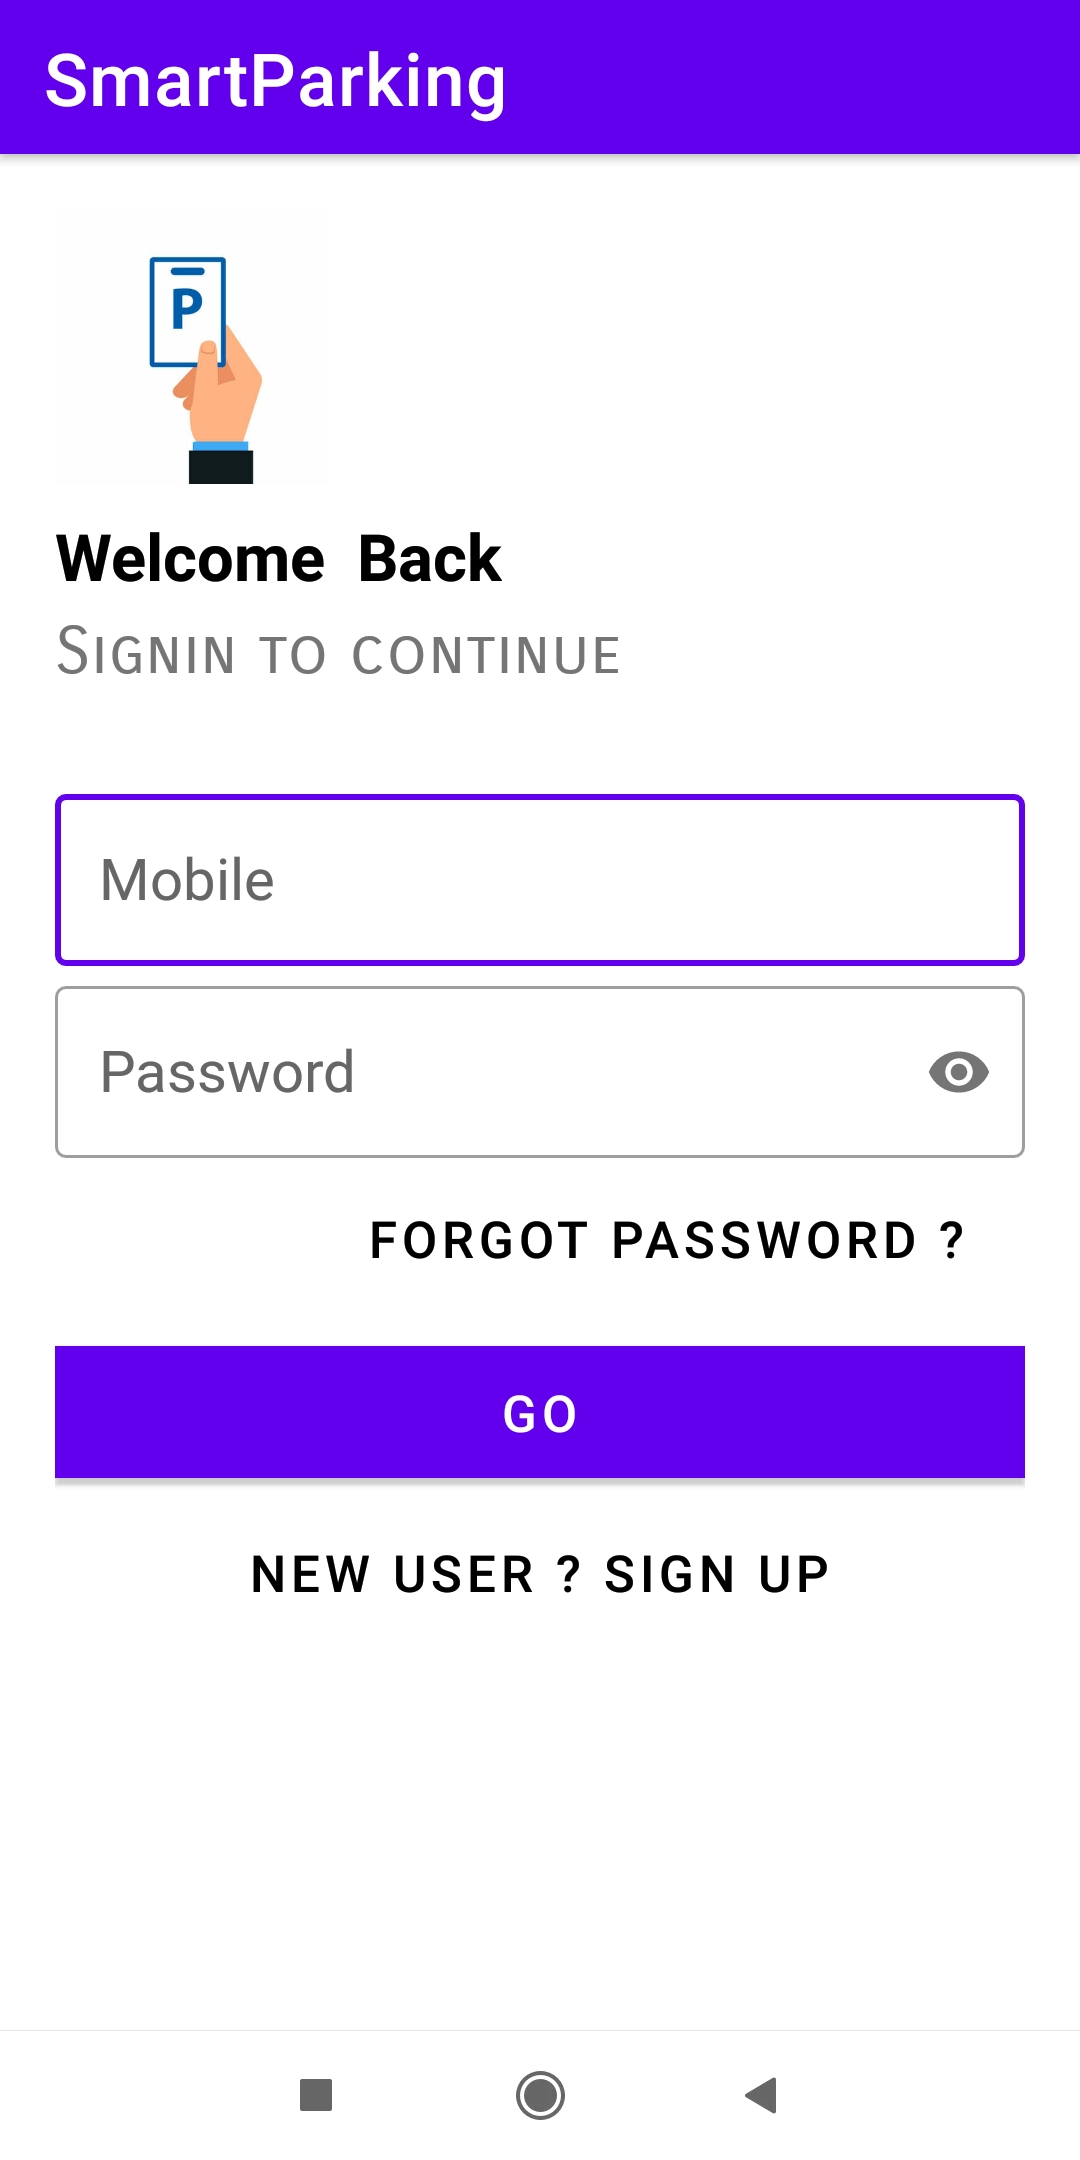 SmartParking
P
Welcome  Back
Signin to continue
Mobile
Password
FORGOT PASSWORD ?
GO
NEW USER ? SIGN UP